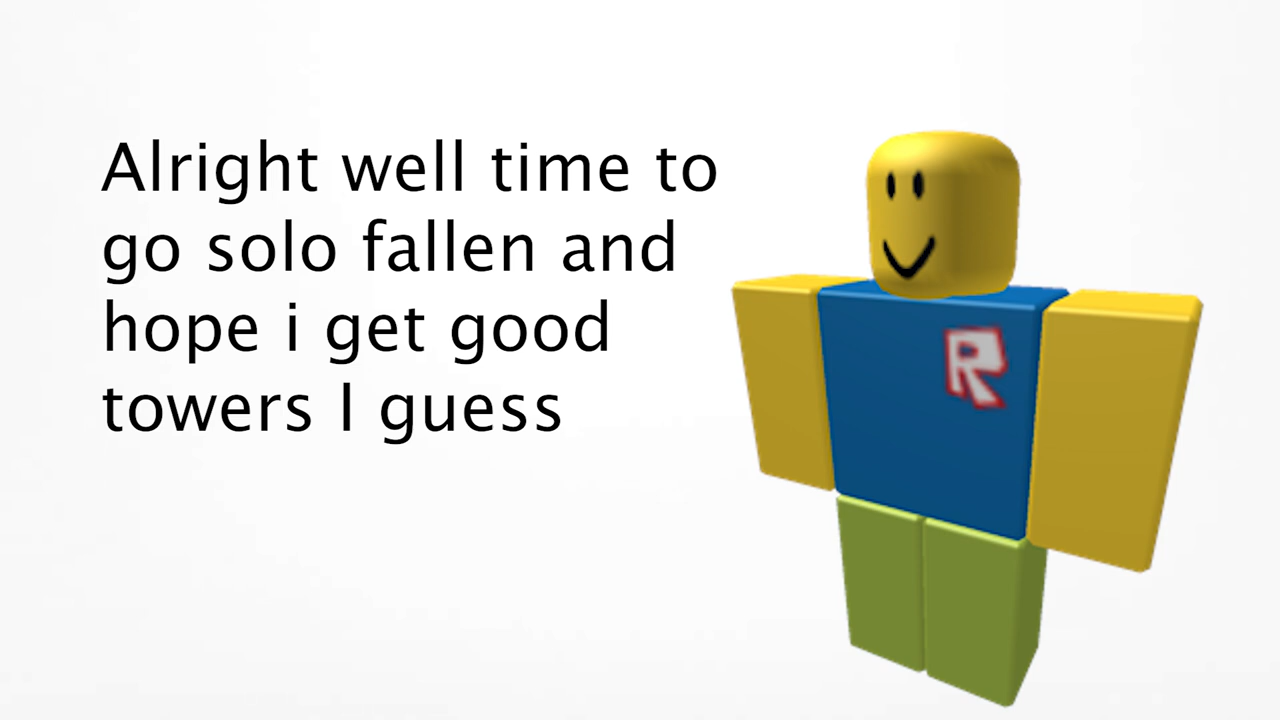 Alright well time to
go solo fallen and
hope i get good
towers I guess
R